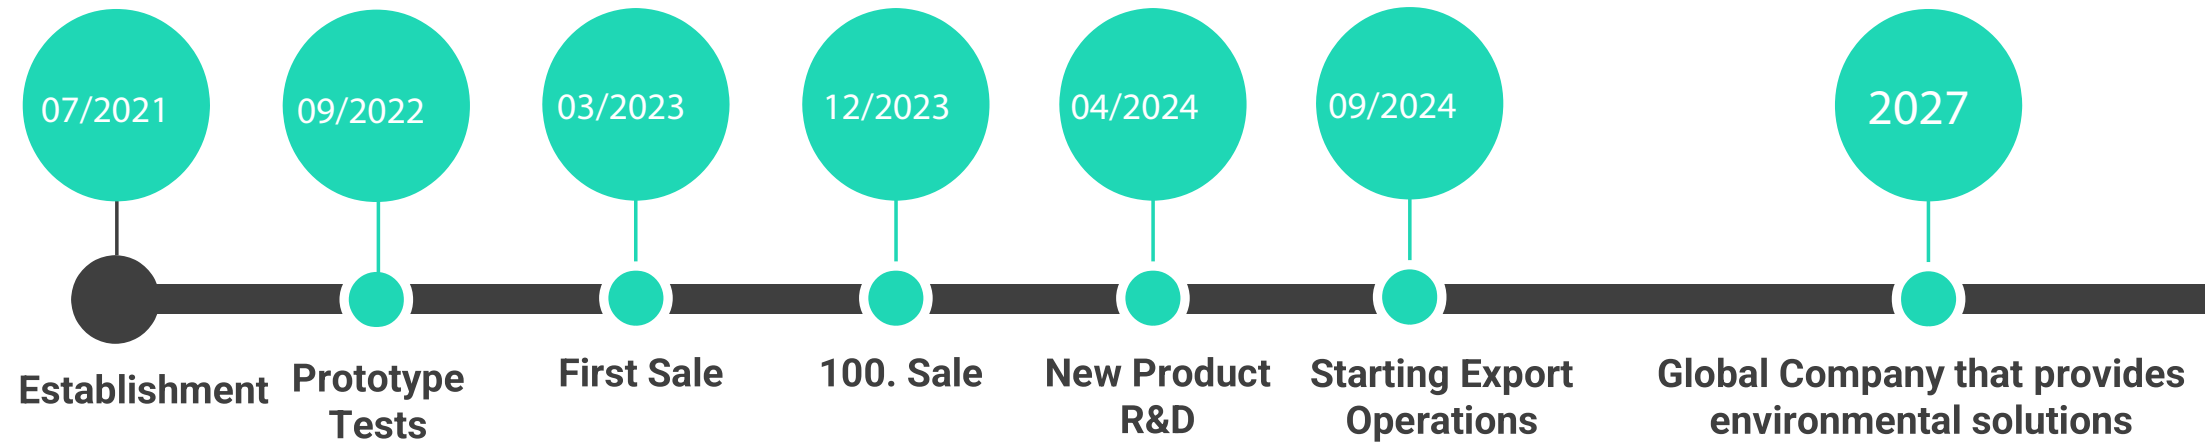 07/2021
09/2022
03/2023
12/2023
04/2024
09/2024
2027
Establishment
Prototype
Tests
First Sale
100. Sale
New Product
R&D
Starting Export
Operations
Global Company that provides
environmental solutions